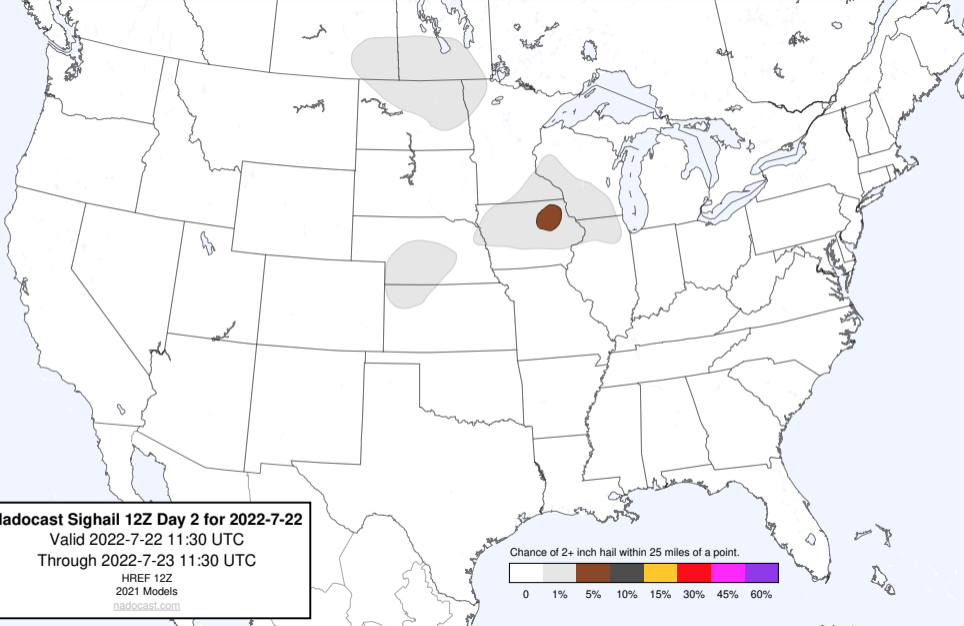 adocast Sighail 12Z Day 2 for 2022-7-22
Valid 2022-7-22 11:30 UTC
Through 2022-7-23 11:30 UTC
HREF 12Z
2021 Models
nadocast.com
Chance of 2+ inch hail within 25 miles of a point.
0 1% 5% 10% 15% 30% 45% 60%